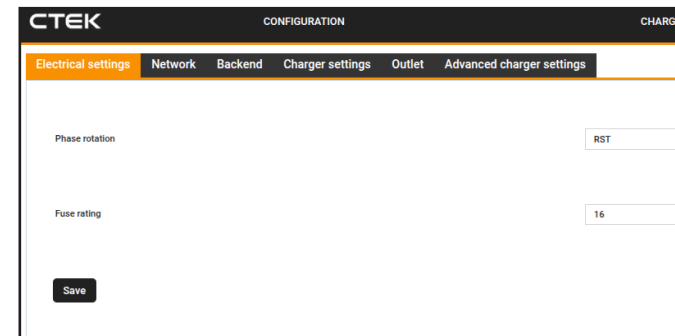 CTEK CONFIGURATION CHARG
Electrical settings Network Backend Charger settings Outlet Advanced charger settings
Phase rotation RST
Fuse rating 16
Save